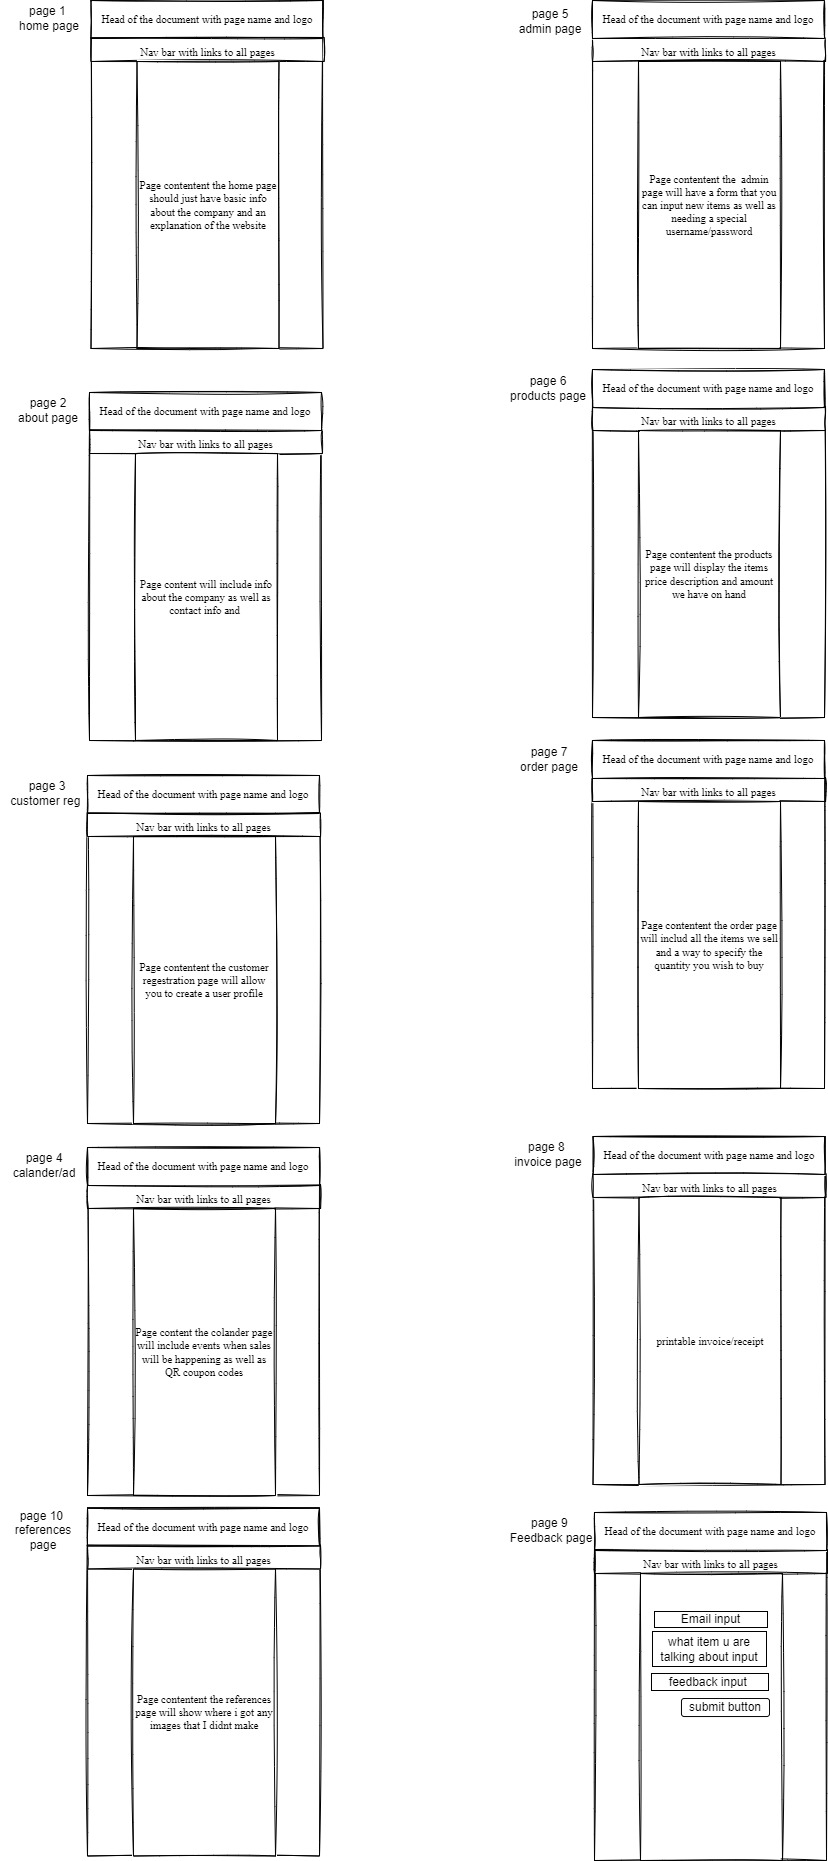 page 1
home page
Head of the document with page name and logo
Nav bar with links to all pages
Page contentent the home page
should just have basic info
about the company and an
explanation of the website
page 2
about page
Head of the document with page name and logo
Nav bar with links to all pages
Page content will include info
about the company as well as
contact info and
page 3
customer reg
Head of the document with page name and logo
Nav bar with links to all pages
Page contentent the customer
regestration page will allow
you to create a user profile
page 4
calander/ad
Head of the document with page name and logo
Nav bar with links to all pages
Page content the colander page
will include events when sales
will be happening as well as
QR coupon codes
page 10
references
page
Head of the document with page name and logo
Nav bar with links to all pages
Page contentent the references
page will show where i got any
images that I didnt make
page 5
admin page
Head of the document with page name and logo
Nav bar with links to all pages
Page contentent the admin
page will have a form that you
can input new items as well as
needing a special
username/password
page 6
products page
Head of the document with page name and logo
Nav bar with links to all pages
Page contentent the products
page will display the items
price description and amount
we have on hand
page 7
order page
Head of the document with page name and logo
Nav bar with links to all pages
Page contentent the order page
will includ all the items we sell
and a way to specify the
quantity you wish to buy
page 8
invoice page
Head of the document with page name and logo
Nav bar with links to all pages
printable invoice/receipt
page 9
Feedback page
Head of the document with page name and logo
Nav bar with links to all pages
Email input
what item u are
talking about input
feedback input
submit button